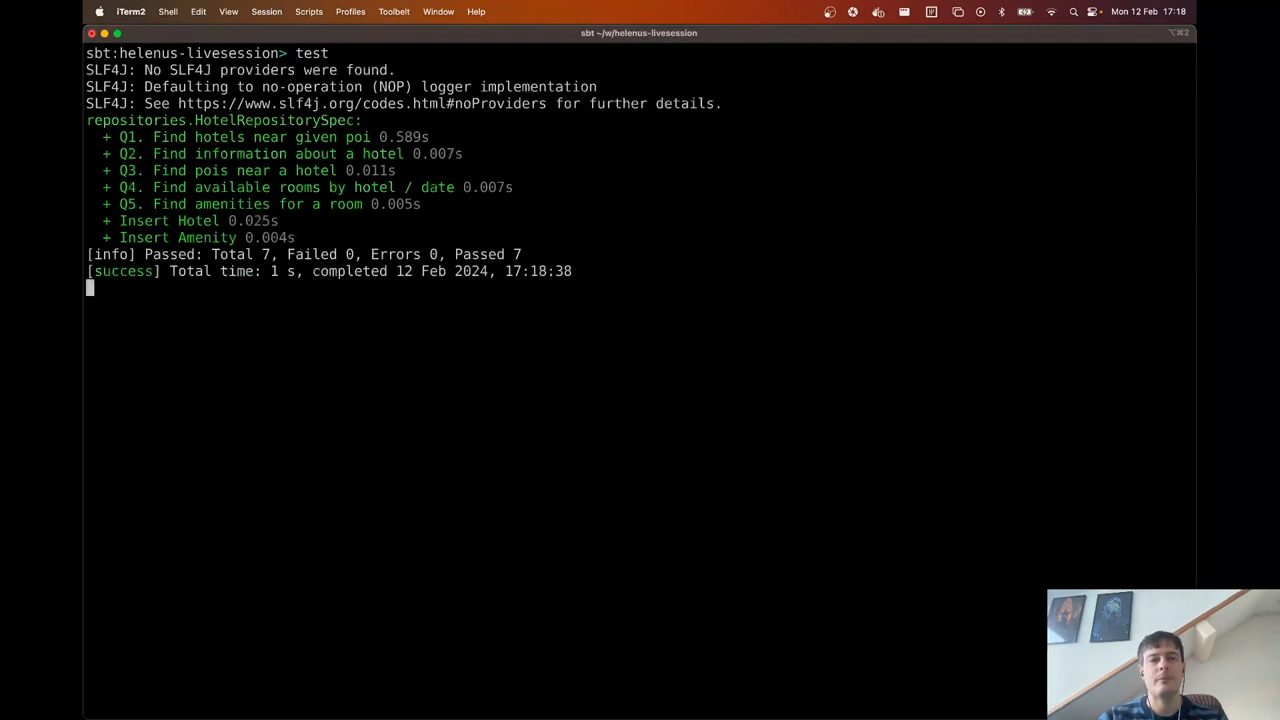 iTerm2 Shell Edit View Session Scripts Profiles Toolbelt Window Help Mon 12 Feb 17:18
sbt ~/w/helenus-livesession ⌥⌘2
sbt:helenus-livesession> test
SLF4J: No SLF4J providers were found.
SLF4J: Defaulting to no-operation (NOP) logger implementation
SLF4J: See https://www.slf4j.org/codes.html#noProviders for further details.
repositories.HotelRepositorySpec:
+ Q1. Find hotels near given poi 0.589s
+ Q2. Find information about a hotel 0.007s
+ Q3. Find pois near a hotel 0.011s
+ Q4. Find available rooms by hotel / date 0.007s
+ Q5. Find amenities for a room 0.005s
+ Insert Hotel 0.025s
+ Insert Amenity 0.004s
[info] Passed: Total 7, Failed 0, Errors 0, Passed 7
[success] Total time: 1 s, completed 12 Feb 2024, 17:18:38